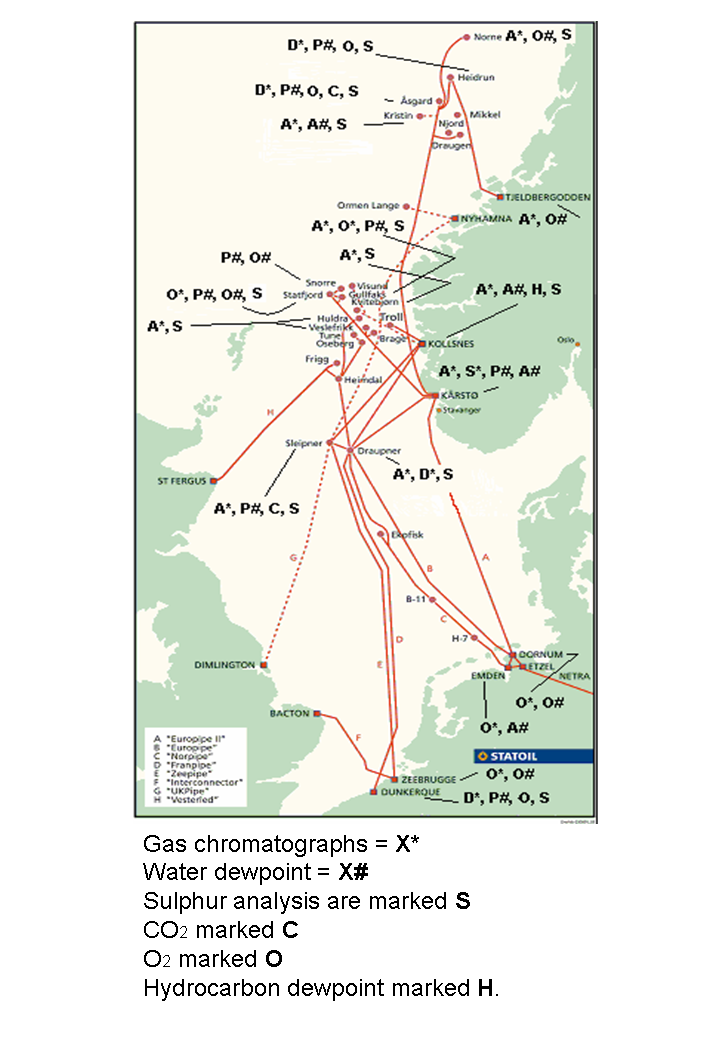 Norne A*, O#, S
D*, P#, O, S
Heidrun
D*, P#, O, C, S
Åsgard
Kristin
Mikkel
A*, A#, S
Njord
Draugen
TJELDBERGODDEN
A*, O#
Ormen Lange
NYHAMNA
A*, O*, P#, S
A*, S
P#, O#
Snorre
Visund
O*, P#, O#, S
Statfjord
Gullfaks
Kvitebjørn
A*, A#, H, S
A*, S
Huldra
Troll
Veslefrikk
Tune
Brage
Oseberg
KOLLSNES
Oslo
Frigg
Heimdal
A*, S*, P#, A#
KÅRSTØ
Stavanger
H
Sleipner
Draupner
ST FERGUS
A*, D*, S
A*, P#, C, S
Ekofisk
G
A
B
B-11
C
H-7
D
E
DORNUM
DIMLINGTON
ETZEL
EMDEN
NETRA
O*, O#
BACTON
O*, A#
F
STATOIL
A "Europipe II"
B "Europipe"
C "Norpipe"
D "Franpipe"
E "Zeepipe"
F "Interconnector"
G "UKPipe"
H "Vesterled"
ZEEBRUGGE
O*, O#
DUNKERQUE
D*, P#, O, S
Gas chromatographs = X*
Water dewpoint = X#
Sulphur analysis are marked S
CO2 marked C
O2 marked O
Hydrocarbon dewpoint marked H.